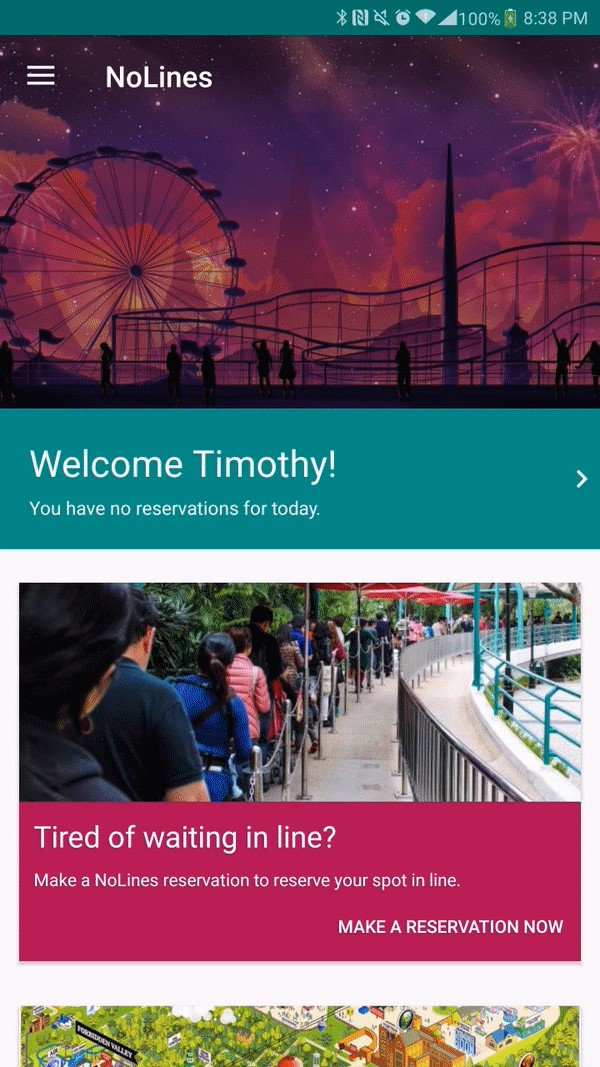 100% 8:38 PM
NoLines
Welcome Timothy!
You have no reservations for today.
Tired of waiting in line?
Make a NoLines reservation to reserve your spot in line.
MAKE A RESERVATION NOW
FORBIDDEN VALLEY